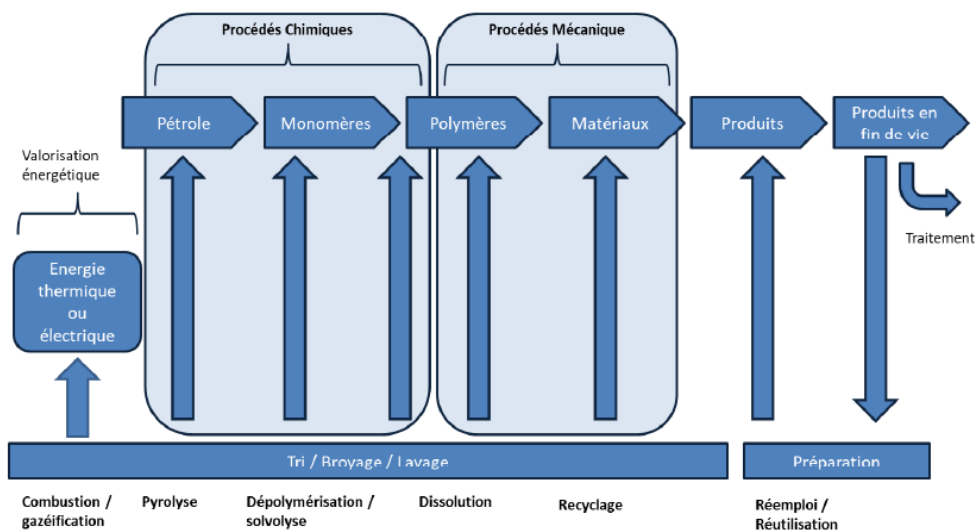 Procédés Chimiques
Procédés Mécanique
Pétrole
Monomères
Polymères
Matériaux
Produits
Produits en
fin de vie
Valorisation
énergétique
Traitement
Energie
thermique
ou
électrique
Tri / Broyage / Lavage
Préparation
Combustion /
gazéification
Pyrolyse
Dépolymérisation /
solvolyse
Dissolution
Recyclage
Réemploi /
Réutilisation